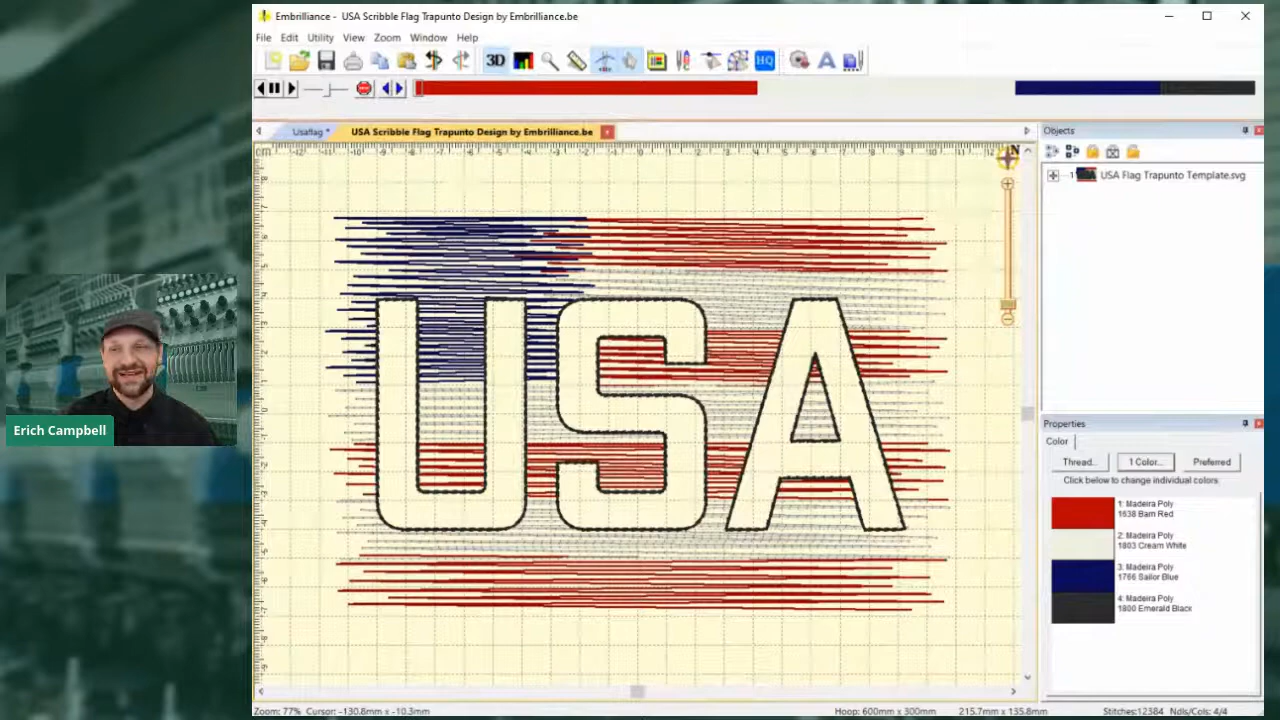 Embrilliance - USA Scribble Flag Trapunto Design by Embrilliance.be
File Edit Utility View Zoom Window Help
3D HQ A
Usaflag * USA Scribble Flag Trapunto Design by Embrilliance.be
Objects
cm
N
USA Flag Trapunto Template.svg
USA
Erich Campbell
Properties
Color
Thread... 1 Color... Preferred
Click below to change individual colors
1: Madeira Poly
1638 Barn Red
2: Madeira Poly
1803 Cream White
3: Madeira Poly
1766 Sailor Blue
4: Madeira Poly
1800 Emerald Black
Zoom: 77% Cursor: -130.8mm x -10.3mm Hoop: 600mm x 300mm 215.7mm x 135.8mm Stitches:12384 Ndls/Cols: 4/4